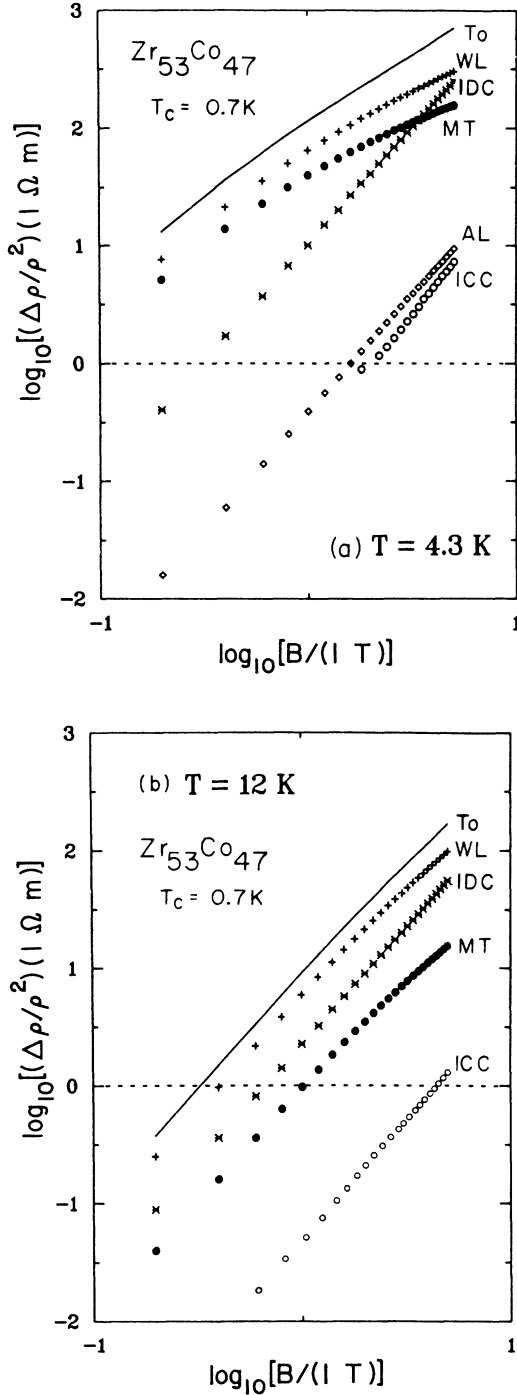 3
2
1
0
-1
-2
-1
1
log10[(Δρ/ρ²)(1 Ω m)]
log10[B/(1 T)]
Zr53Co47
Tc = 0.7K
To
WL
IDC
MT
AL
ICC
(a) T = 4.3 K
3
2
1
0
-1
-2
-1
1
log10[(Δρ/ρ²)(1 Ω m)]
log10[B/(1 T)]
(b) T = 12 K
Zr53Co47
Tc = 0.7K
To
WL
IDC
MT
ICC